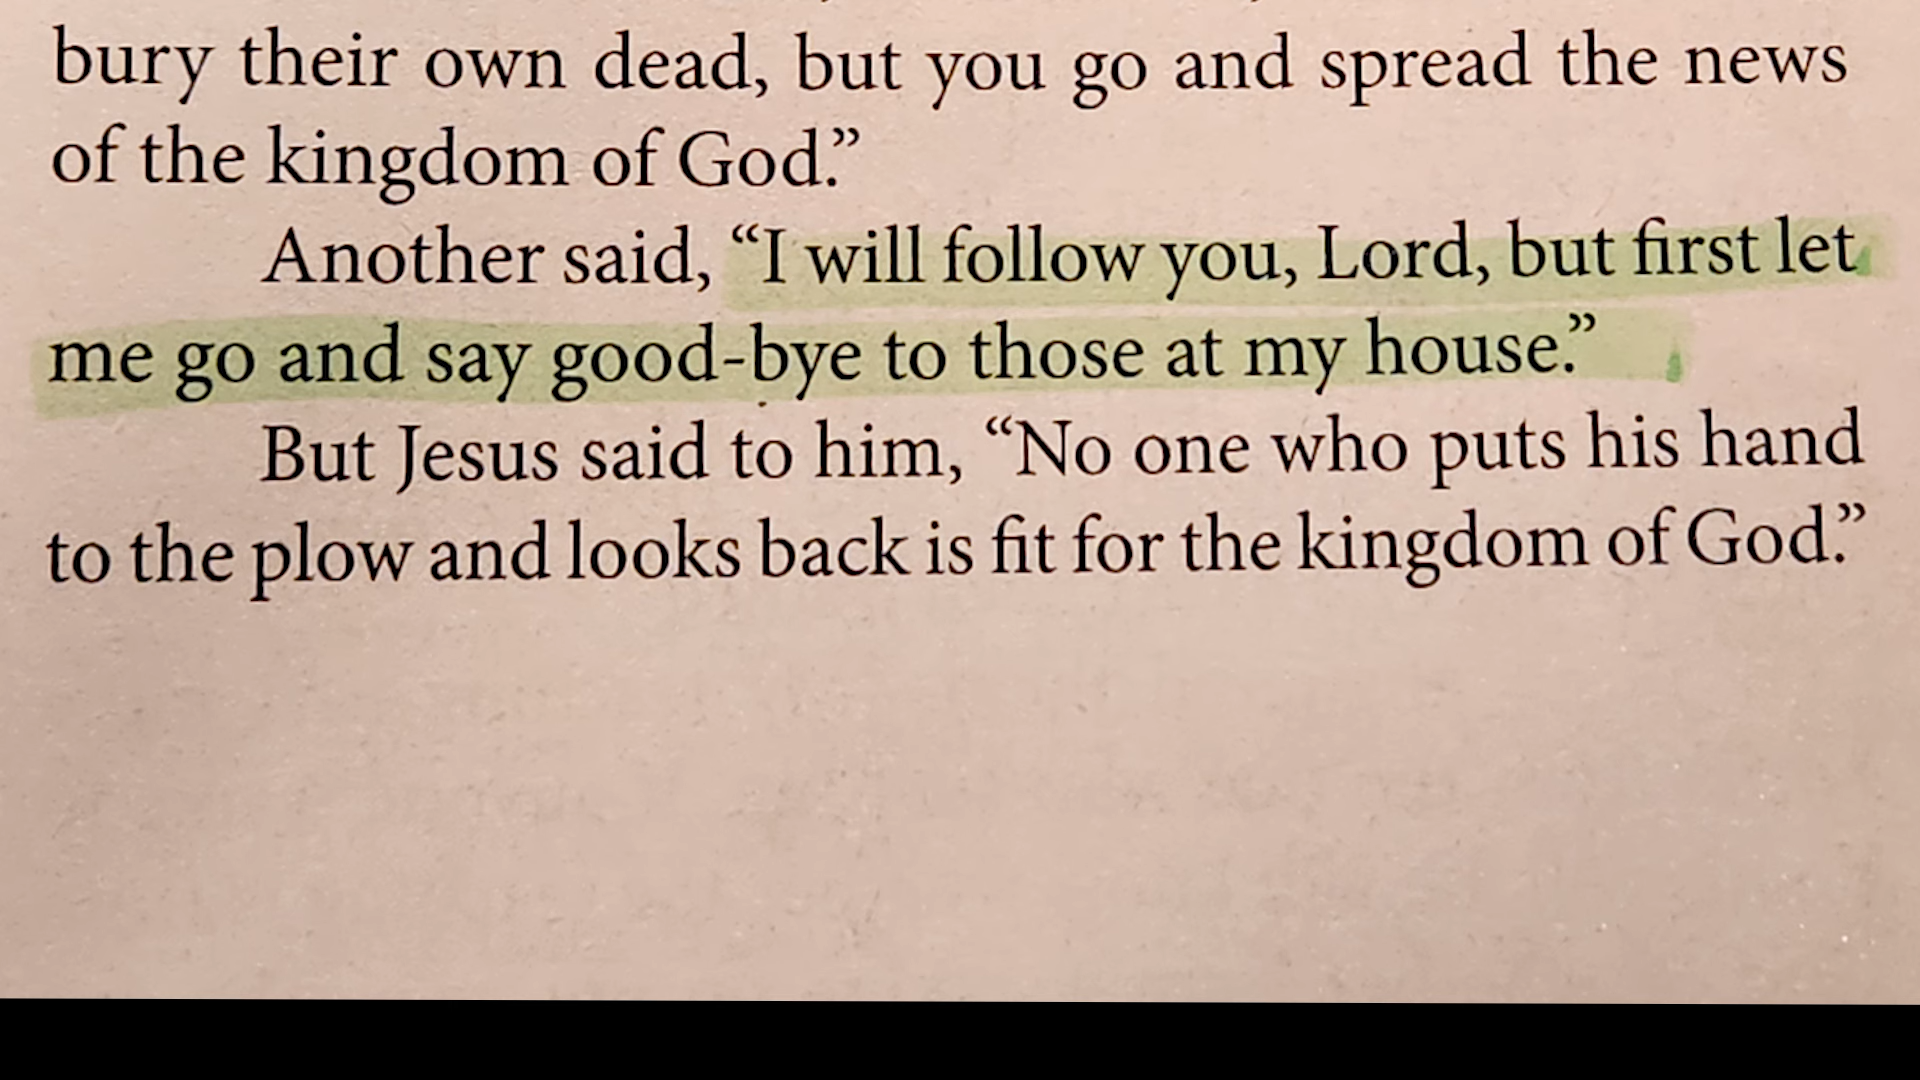 bury their own dead, but you go and spread the news
of the kingdom of God.”
Another said, “I will follow you, Lord, but first let
me go and say good-bye to those at my house.”
But Jesus said to him, “No one who puts his hand
to the plow and looks back is fit for the kingdom of God.”